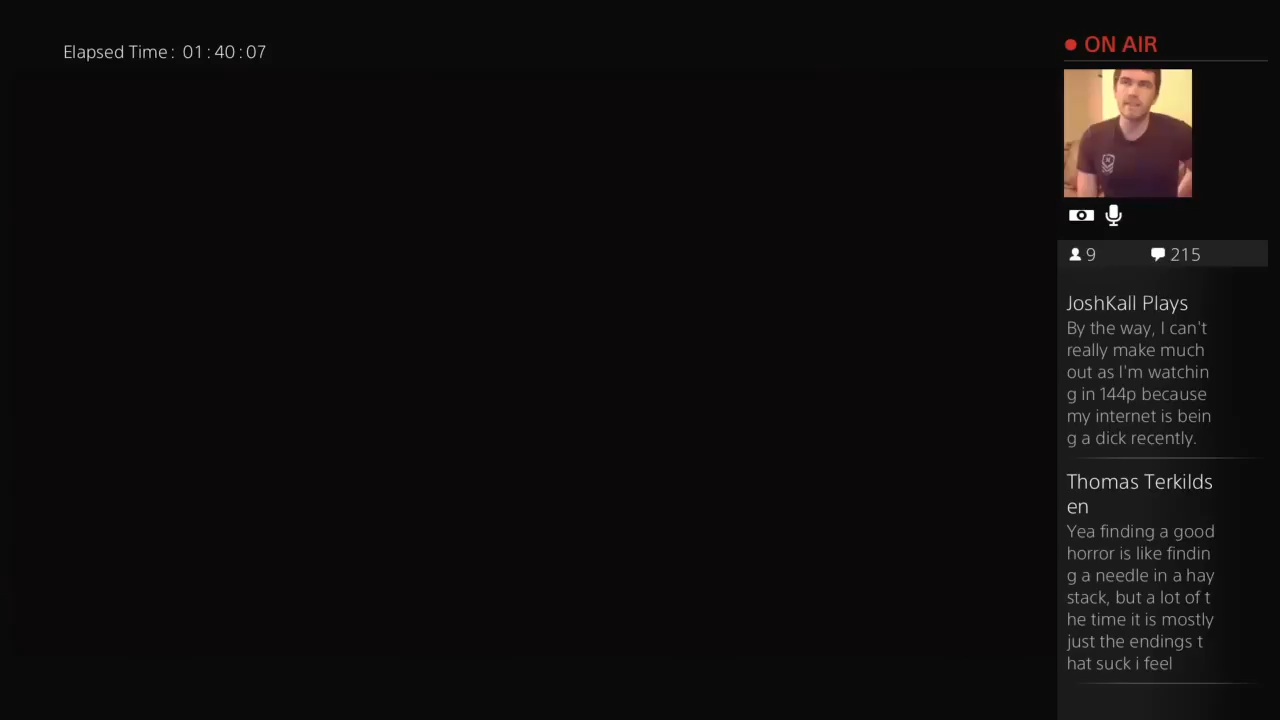 Elapsed Time: 01:40:07
ON AIR
9 215
JoshKall Plays
By the way, I can't
really make much
out as I'm watchin
g in 144p because
my internet is bein
g a dick recently.
Thomas Terkilds
en
Yea finding a good
horror is like findin
g a needle in a hay
stack, but a lot of t
he time it is mostly
just the endings t
hat suck i feel